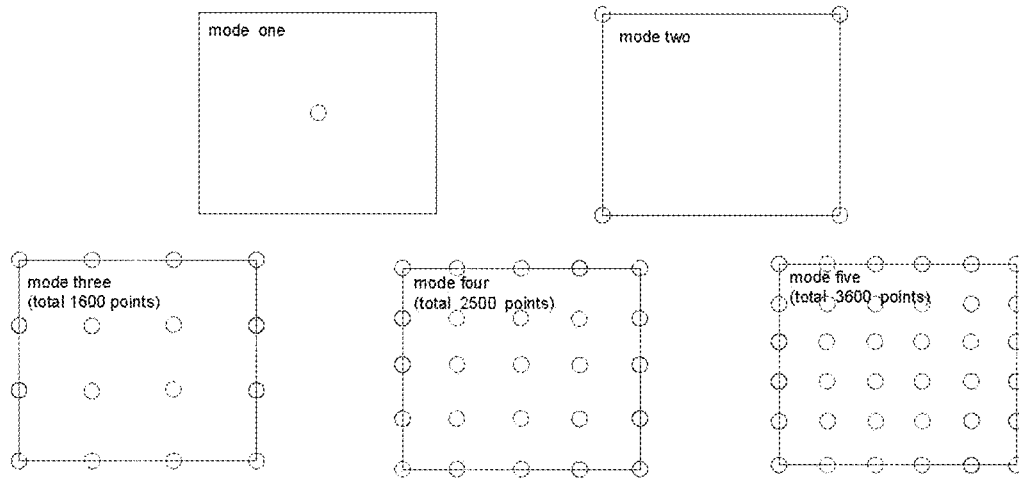 mode one
mode two
mode three
(total 1600 points)
mode four
(total 2500 points)
mode five
(total 3600 points)